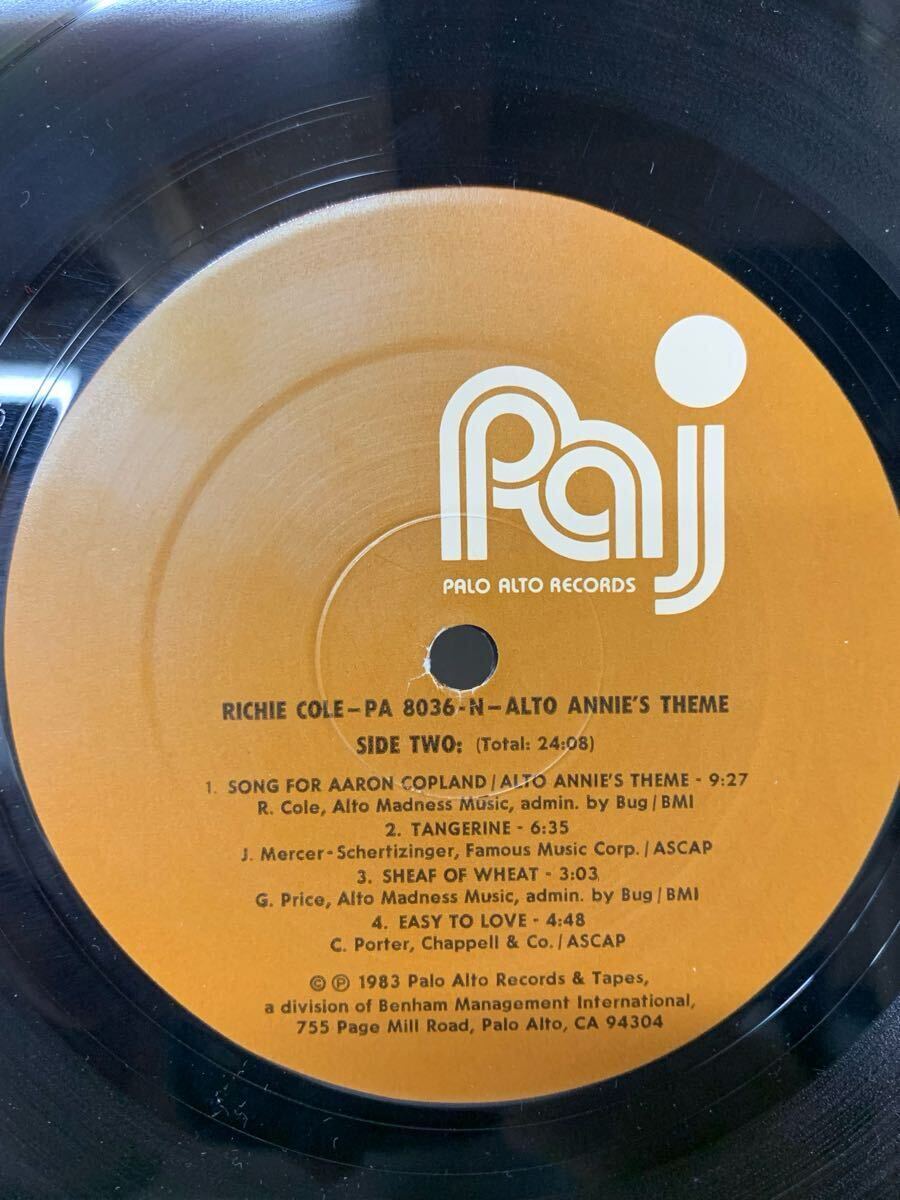 Paj
PALO ALTO RECORDS
RICHIE COLE—PA 8036-N—ALTO ANNIE'S THEME
SIDE TWO: (Total: 24:08)
1. SONG FOR AARON COPLAND/ALTO ANNIE'S THEME - 9:27
R. Cole, Alto Madness Music, admin. by Bug/BMI
2. TANGERINE - 6:35
J. Mercer-Schertizinger, Famous Music Corp./ASCAP
3. SHEAF OF WHEAT - 3:03
G. Price, Alto Madness Music, admin. by Bug/BMI
4. EASY TO LOVE - 4:48
C. Porter, Chappell & Co./ASCAP
© ℗ 1983 Palo Alto Records & Tapes,
a division of Benham Management International,
755 Page Mill Road, Palo Alto, CA 94304